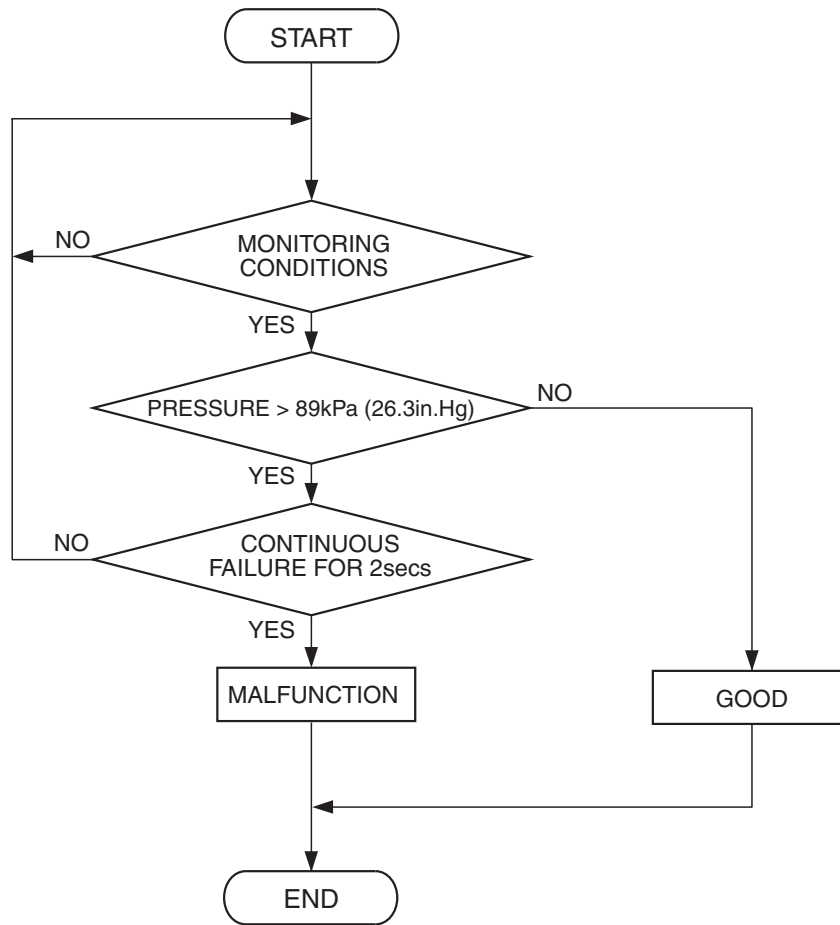 START
NO
MONITORING
CONDITIONS
YES
PRESSURE > 89kPa (26.3in.Hg)
NO
YES
NO
CONTINUOUS
FAILURE FOR 2secs
YES
MALFUNCTION
GOOD
END